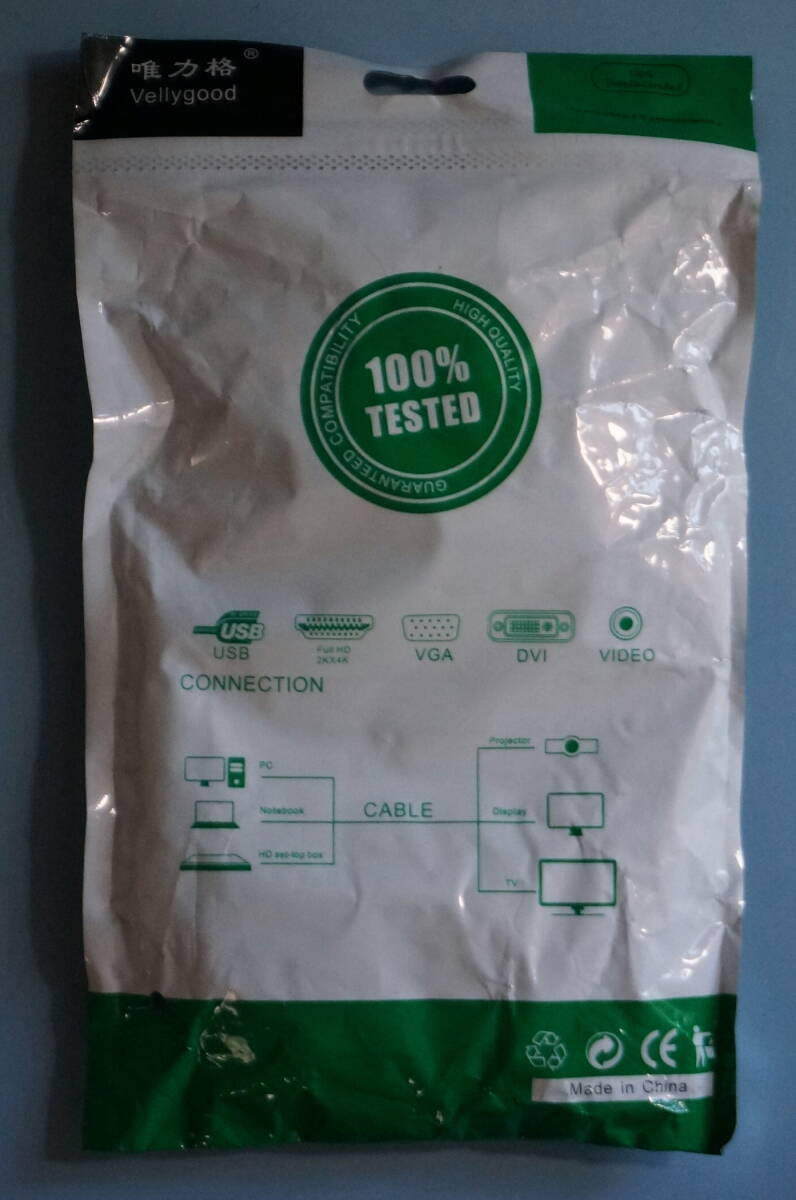 唯力格®
Vellygood
100%
HIGH QUALITY
GUARANTEED COMPATIBILITY
100%
TESTED
USB
USB
Full HD
2KX4K
VGA
DVI
VIDEO
CONNECTION
Projector
PC
Notebook
CABLE
Display
HD set-top box
TV
CE
Made in China